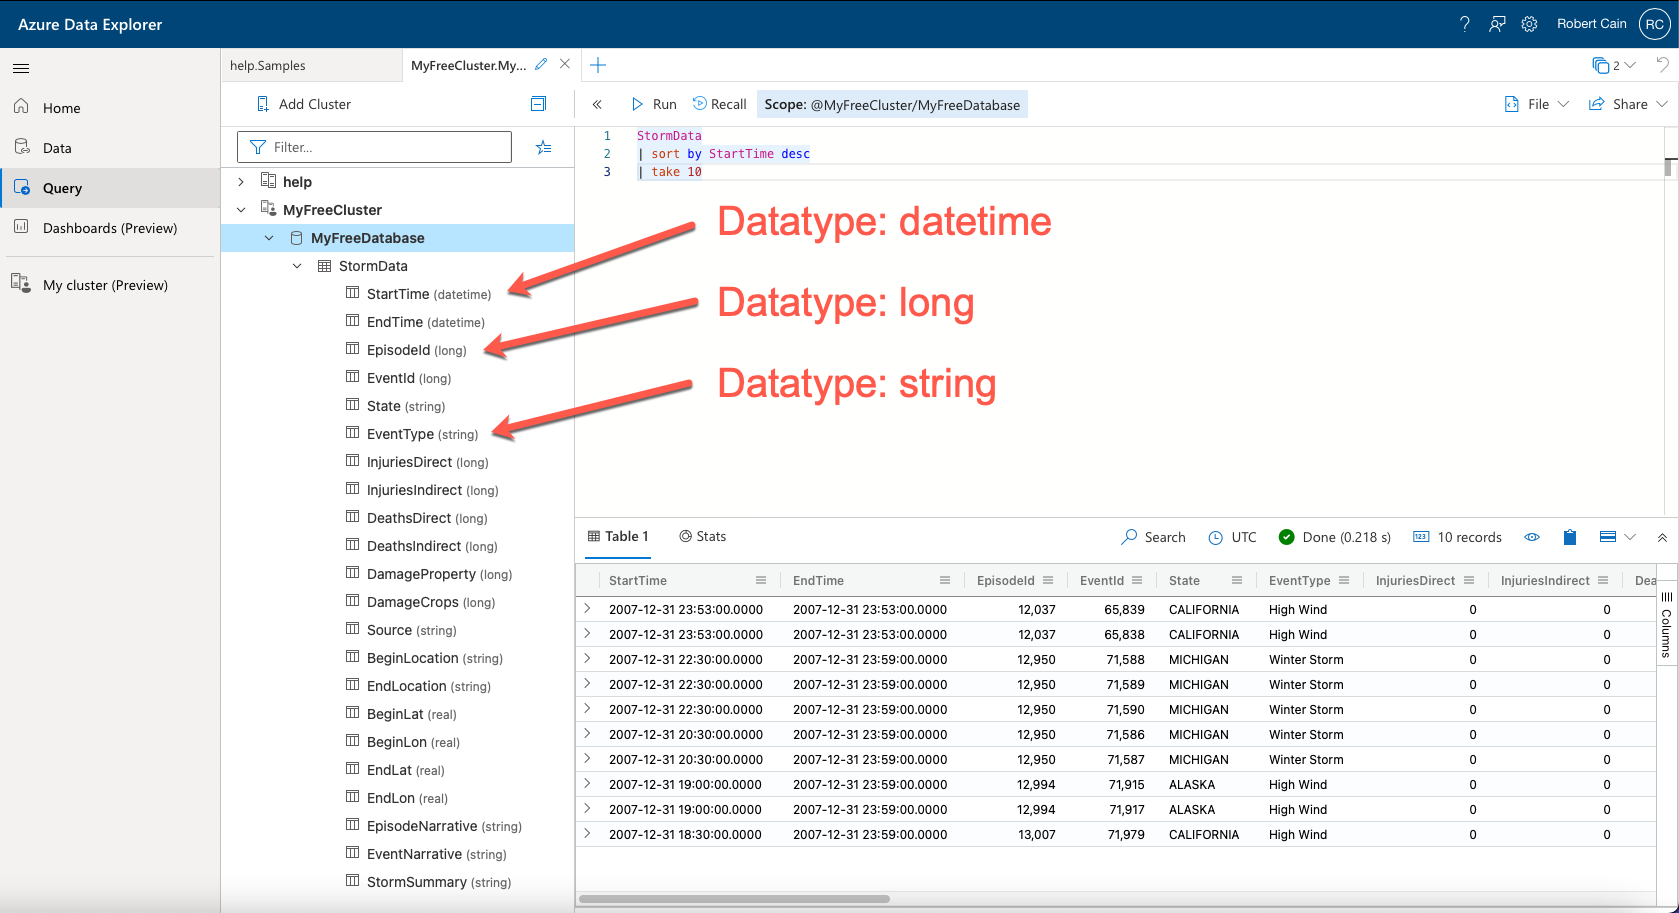 Azure Data Explorer
? Robert Cain RC
Home
Data
Query
Dashboards (Preview)
My cluster (Preview)
help.Samples
MyFreeCluster.My...
2
Add Cluster
Filter...
help
MyFreeCluster
MyFreeDatabase
StormData
StartTime (datetime)
EndTime (datetime)
EpisodeId (long)
EventId (long)
State (string)
EventType (string)
InjuriesDirect (long)
InjuriesIndirect (long)
DeathsDirect (long)
DeathsIndirect (long)
DamageProperty (long)
DamageCrops (long)
Source (string)
BeginLocation (string)
EndLocation (string)
BeginLat (real)
BeginLon (real)
EndLat (real)
EndLon (real)
EpisodeNarrative (string)
EventNarrative (string)
StormSummary (string)
Run Recall Scope: @MyFreeCluster/MyFreeDatabase File Share
1 StormData
2 | sort by StartTime desc
3 | take 10
Datatype: datetime
Datatype: long
Datatype: string
Table 1 Stats Search UTC Done (0.218 s) 123 10 records
StartTime EndTime EpisodeId EventId State EventType InjuriesDirect InjuriesIndirect Dea
2007-12-31 23:53:00.0000 2007-12-31 23:53:00.0000 12,037 65,839 CALIFORNIA High Wind 0 0
2007-12-31 23:53:00.0000 2007-12-31 23:53:00.0000 12,037 65,838 CALIFORNIA High Wind 0 0
2007-12-31 22:30:00.0000 2007-12-31 23:59:00.0000 12,950 71,588 MICHIGAN Winter Storm 0 0
2007-12-31 22:30:00.0000 2007-12-31 23:59:00.0000 12,950 71,589 MICHIGAN Winter Storm 0 0
2007-12-31 22:30:00.0000 2007-12-31 23:59:00.0000 12,950 71,590 MICHIGAN Winter Storm 0 0
2007-12-31 20:30:00.0000 2007-12-31 23:59:00.0000 12,950 71,586 MICHIGAN Winter Storm 0 0
2007-12-31 20:30:00.0000 2007-12-31 23:59:00.0000 12,950 71,587 MICHIGAN Winter Storm 0 0
2007-12-31 19:00:00.0000 2007-12-31 23:59:00.0000 12,994 71,915 ALASKA High Wind 0 0
2007-12-31 19:00:00.0000 2007-12-31 23:59:00.0000 12,994 71,917 ALASKA High Wind 0 0
2007-12-31 18:30:00.0000 2007-12-31 23:59:00.0000 13,007 71,979 CALIFORNIA High Wind 0 0
Columns